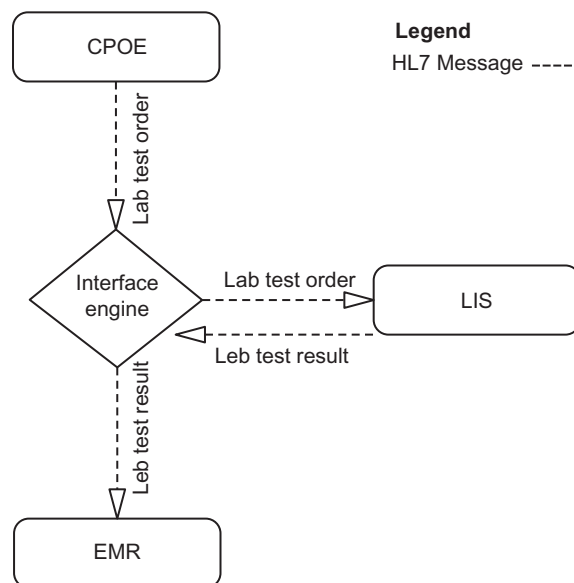 CPOE
Legend
HL7 Message
Lab test order
Interface
engine
Lab test order
LIS
Leb test result
Leb test result
EMR